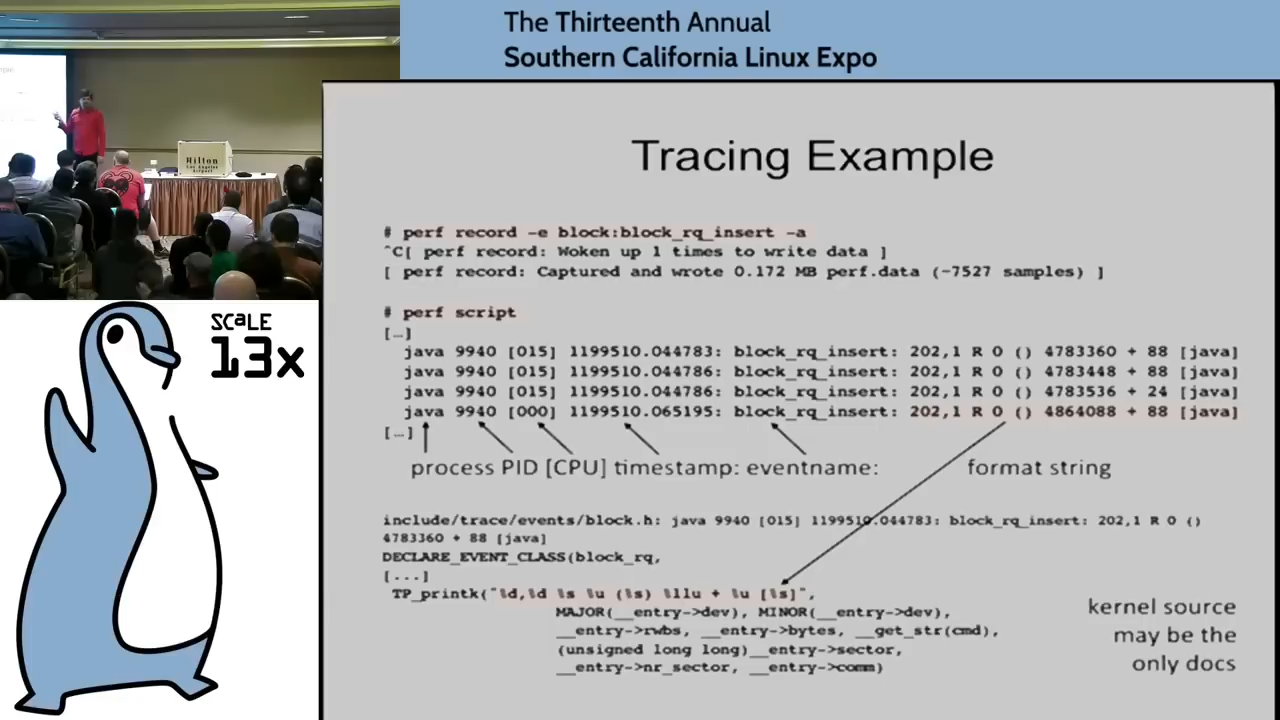 The Thirteenth Annual
Southern California Linux Expo
Hilton
Los Angeles
Airport
SCaLE
13x
Tracing Example
# perf record -e block:block_rq_insert -a
^C[ perf record: Woken up 1 times to write data ]
[ perf record: Captured and wrote 0.172 MB perf.data (~7527 samples) ]
# perf script
[…]
java 9940 [015] 1199510.044783: block_rq_insert: 202,1 R 0 () 4783360 + 88 [java]
java 9940 [015] 1199510.044786: block_rq_insert: 202,1 R 0 () 4783448 + 88 [java]
java 9940 [015] 1199510.044786: block_rq_insert: 202,1 R 0 () 4783536 + 24 [java]
java 9940 [000] 1199510.065195: block_rq_insert: 202,1 R 0 () 4864088 + 88 [java]
[…]
process PID [CPU] timestamp: eventname:
format string
include/trace/events/block.h: java 9940 [015] 1199510.044783: block_rq_insert: 202,1 R 0 ()
4783360 + 88 [java]
DECLARE_EVENT_CLASS(block_rq,
[...]
TP_printk("%d,%d %s %u (%s) %llu + %u [%s]",
MAJOR(__entry->dev), MINOR(__entry->dev),
__entry->rwbs, __entry->bytes, __get_str(cmd),
(unsigned long long)__entry->sector,
__entry->nr_sector, __entry->comm)
kernel source
may be the
only docs